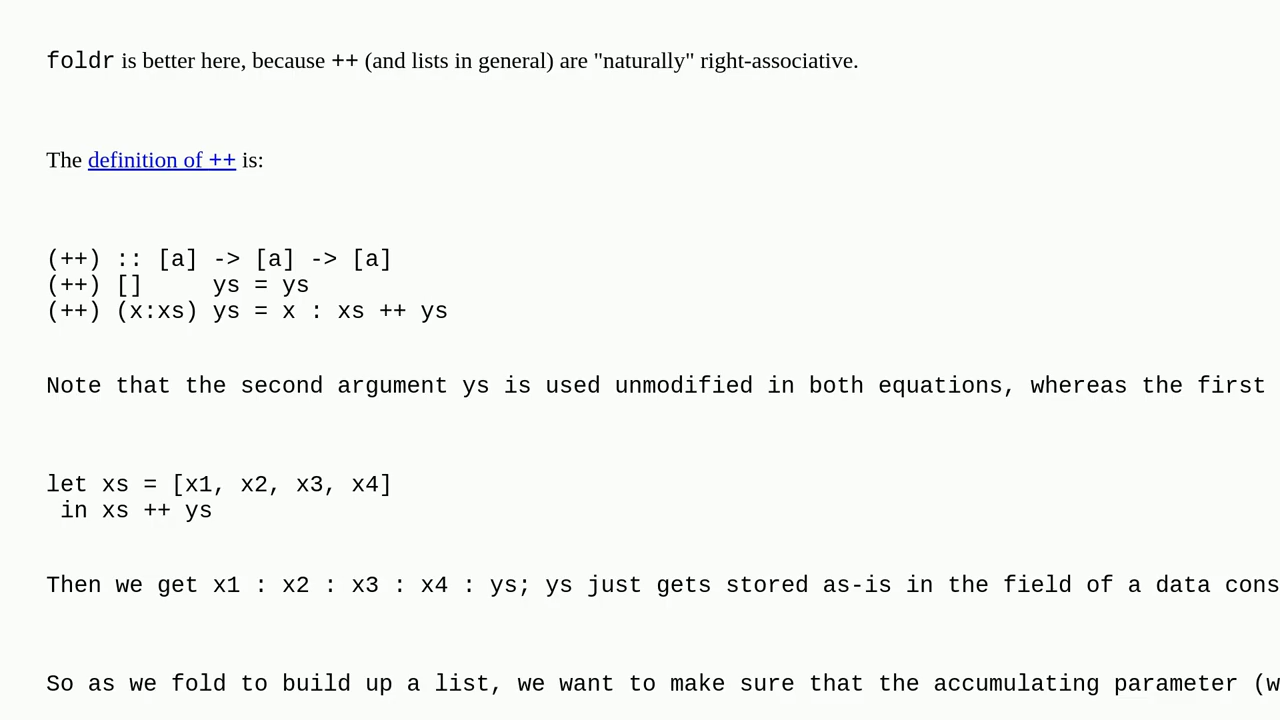 foldr is better here, because ++ (and lists in general) are "naturally" right-associative.
The definition of ++ is:
(++) :: [a] -> [a] -> [a]
(++) []     ys = ys
(++) (x:xs) ys = x : xs ++ ys
Note that the second argument ys is used unmodified in both equations, whereas the first
let xs = [x1, x2, x3, x4]
 in xs ++ ys
Then we get x1 : x2 : x3 : x4 : ys; ys just gets stored as-is in the field of a data cons
So as we fold to build up a list, we want to make sure that the accumulating parameter (w